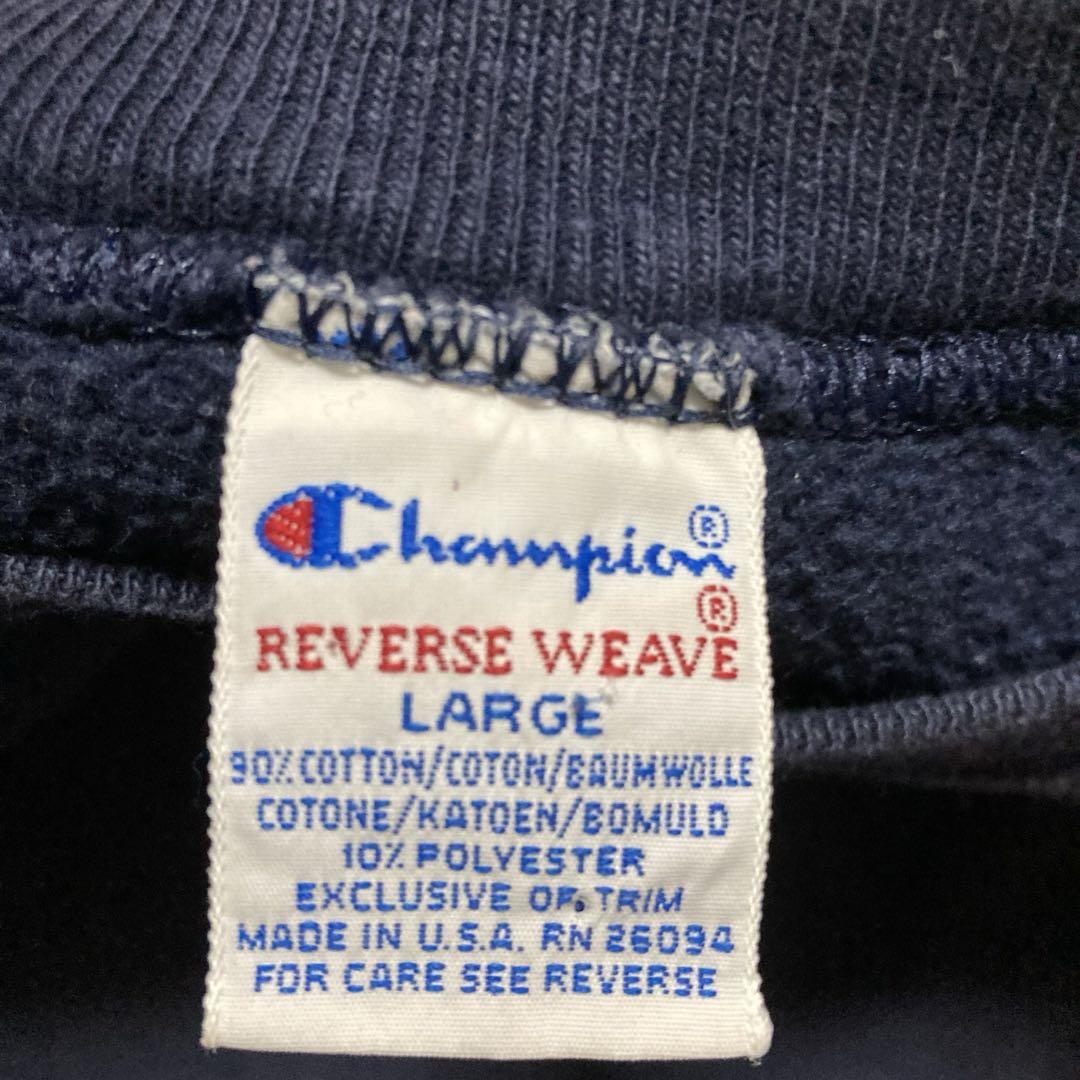 Champion®
REVERSE WEAVE®
LARGE
90% COTTON/COTON/BAUMWOLLE
COTONE/KATOEN/BOMULD
10% POLYESTER
EXCLUSIVE OF TRIM
MADE IN U.S.A. RN 26094
FOR CARE SEE REVERSE